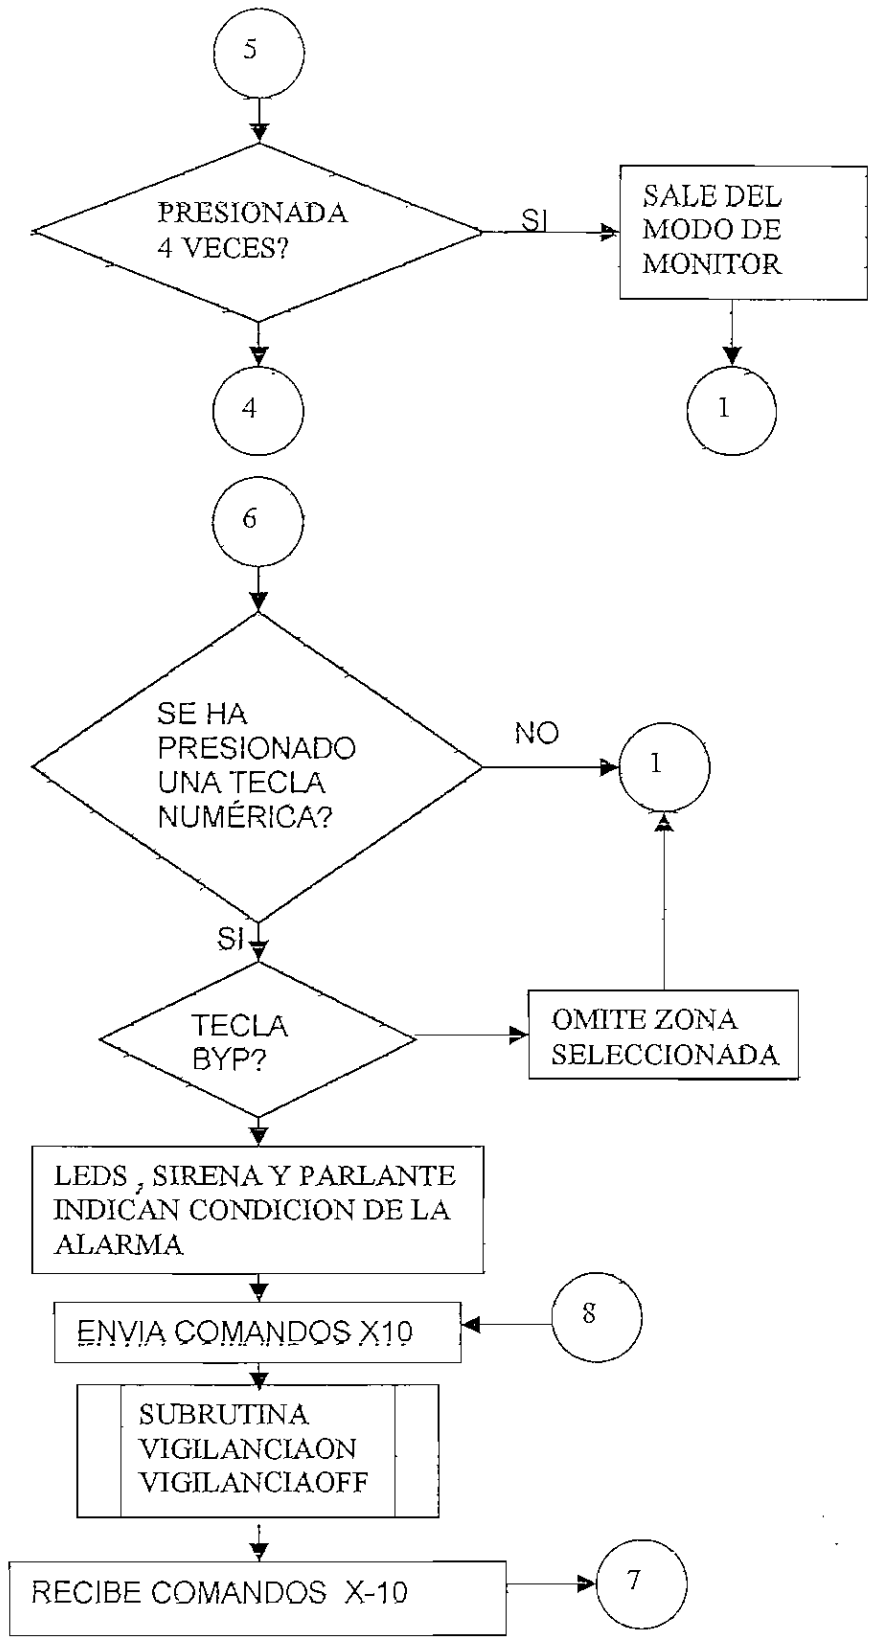 5
PRESIONADA
4 VECES?
SI
SALE DEL
MODO DE
MONITOR
4
1
6
SE HA
PRESIONADO
UNA TECLA
NUMÉRICA?
NO
1
SI
TECLA
BYP?
OMITE ZONA
SELECCIONADA
LEDS , SIRENA Y PARLANTE
INDICAN CONDICION DE LA
ALARMA
ENVIA COMANDOS X10
8
SUBRUTINA
VIGILANCIAON
VIGILANCIAOFF
RECIBE COMANDOS X-10
7